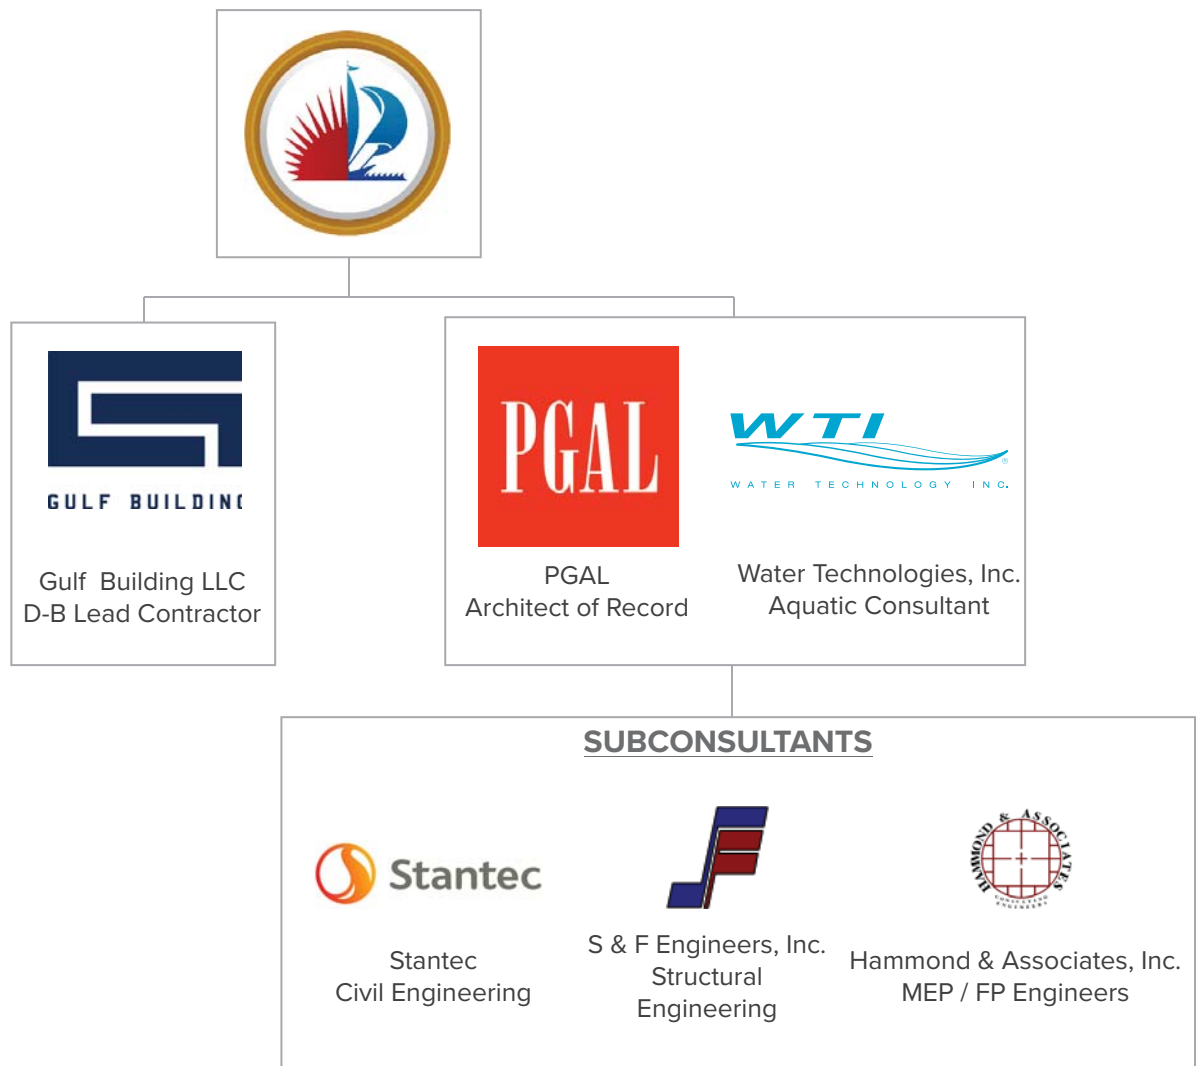 GULF BUILDING
Gulf Building LLC
D-B Lead Contractor
PGAL
PGAL
Architect of Record
WTI
®
WATER TECHNOLOGY INC.
Water Technologies, Inc.
Aquatic Consultant
SUBCONSULTANTS
Stantec
Stantec
Civil Engineering
S & F Engineers, Inc.
Structural
Engineering
HAMMOND & ASSOCIATES
CONSULTING
ENGINEERS
Hammond & Associates, Inc.
MEP / FP Engineers